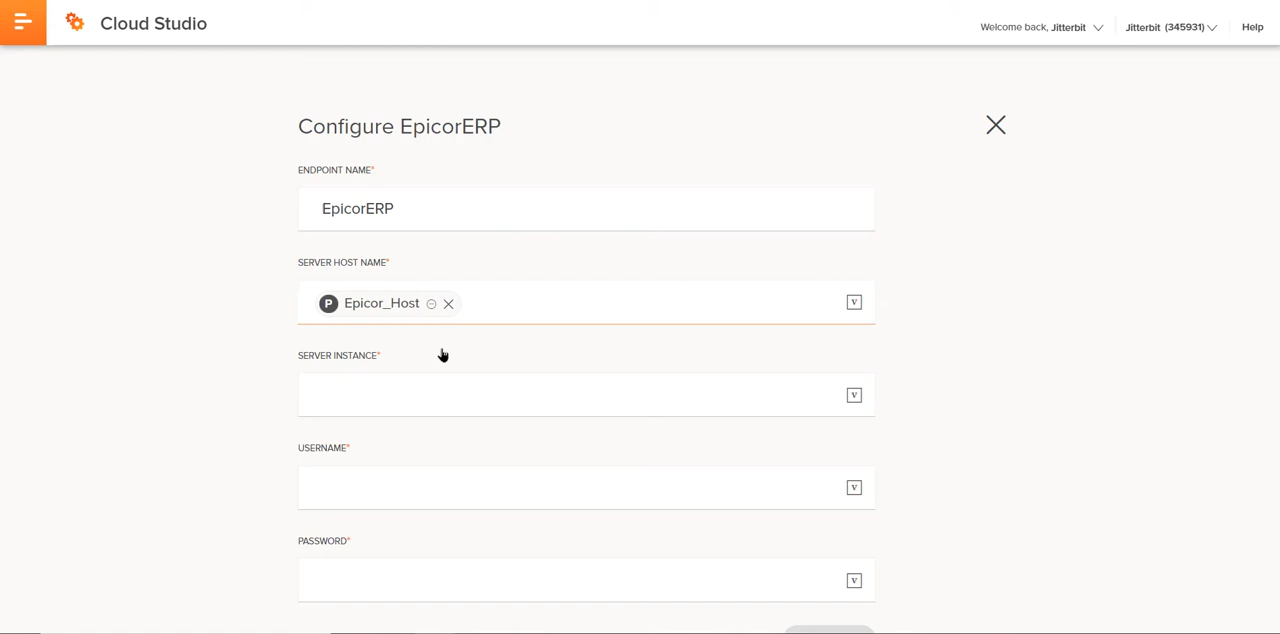 Cloud Studio
Welcome back, Jitterbit
Jitterbit (345931)
Help
Configure EpicorERP
ENDPOINT NAME*
EpicorERP
SERVER HOST NAME*
P Epicor_Host
V
SERVER INSTANCE*
V
USERNAME*
V
PASSWORD*
V